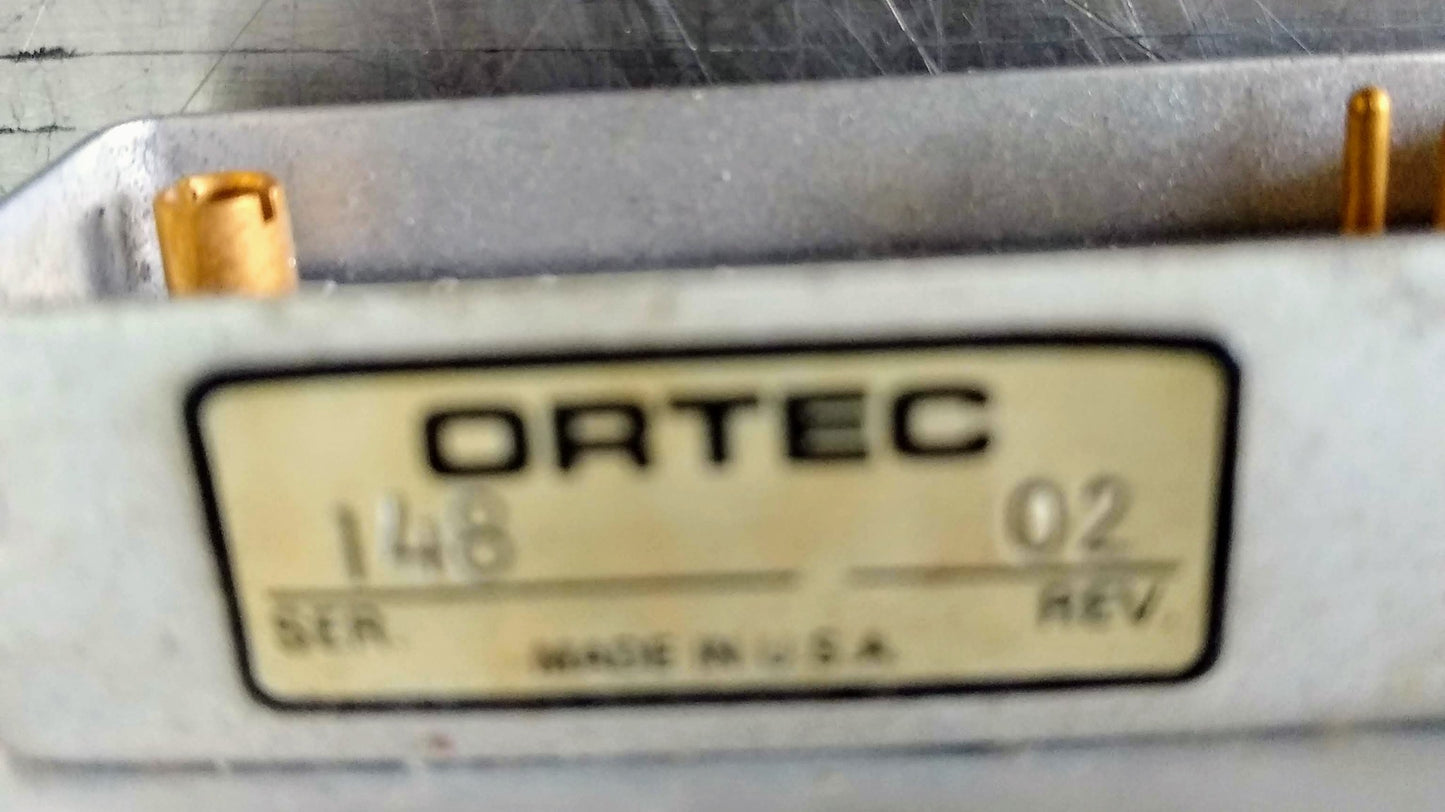 ORTEC
148 02
SER. REV.
MADE IN U.S.A.